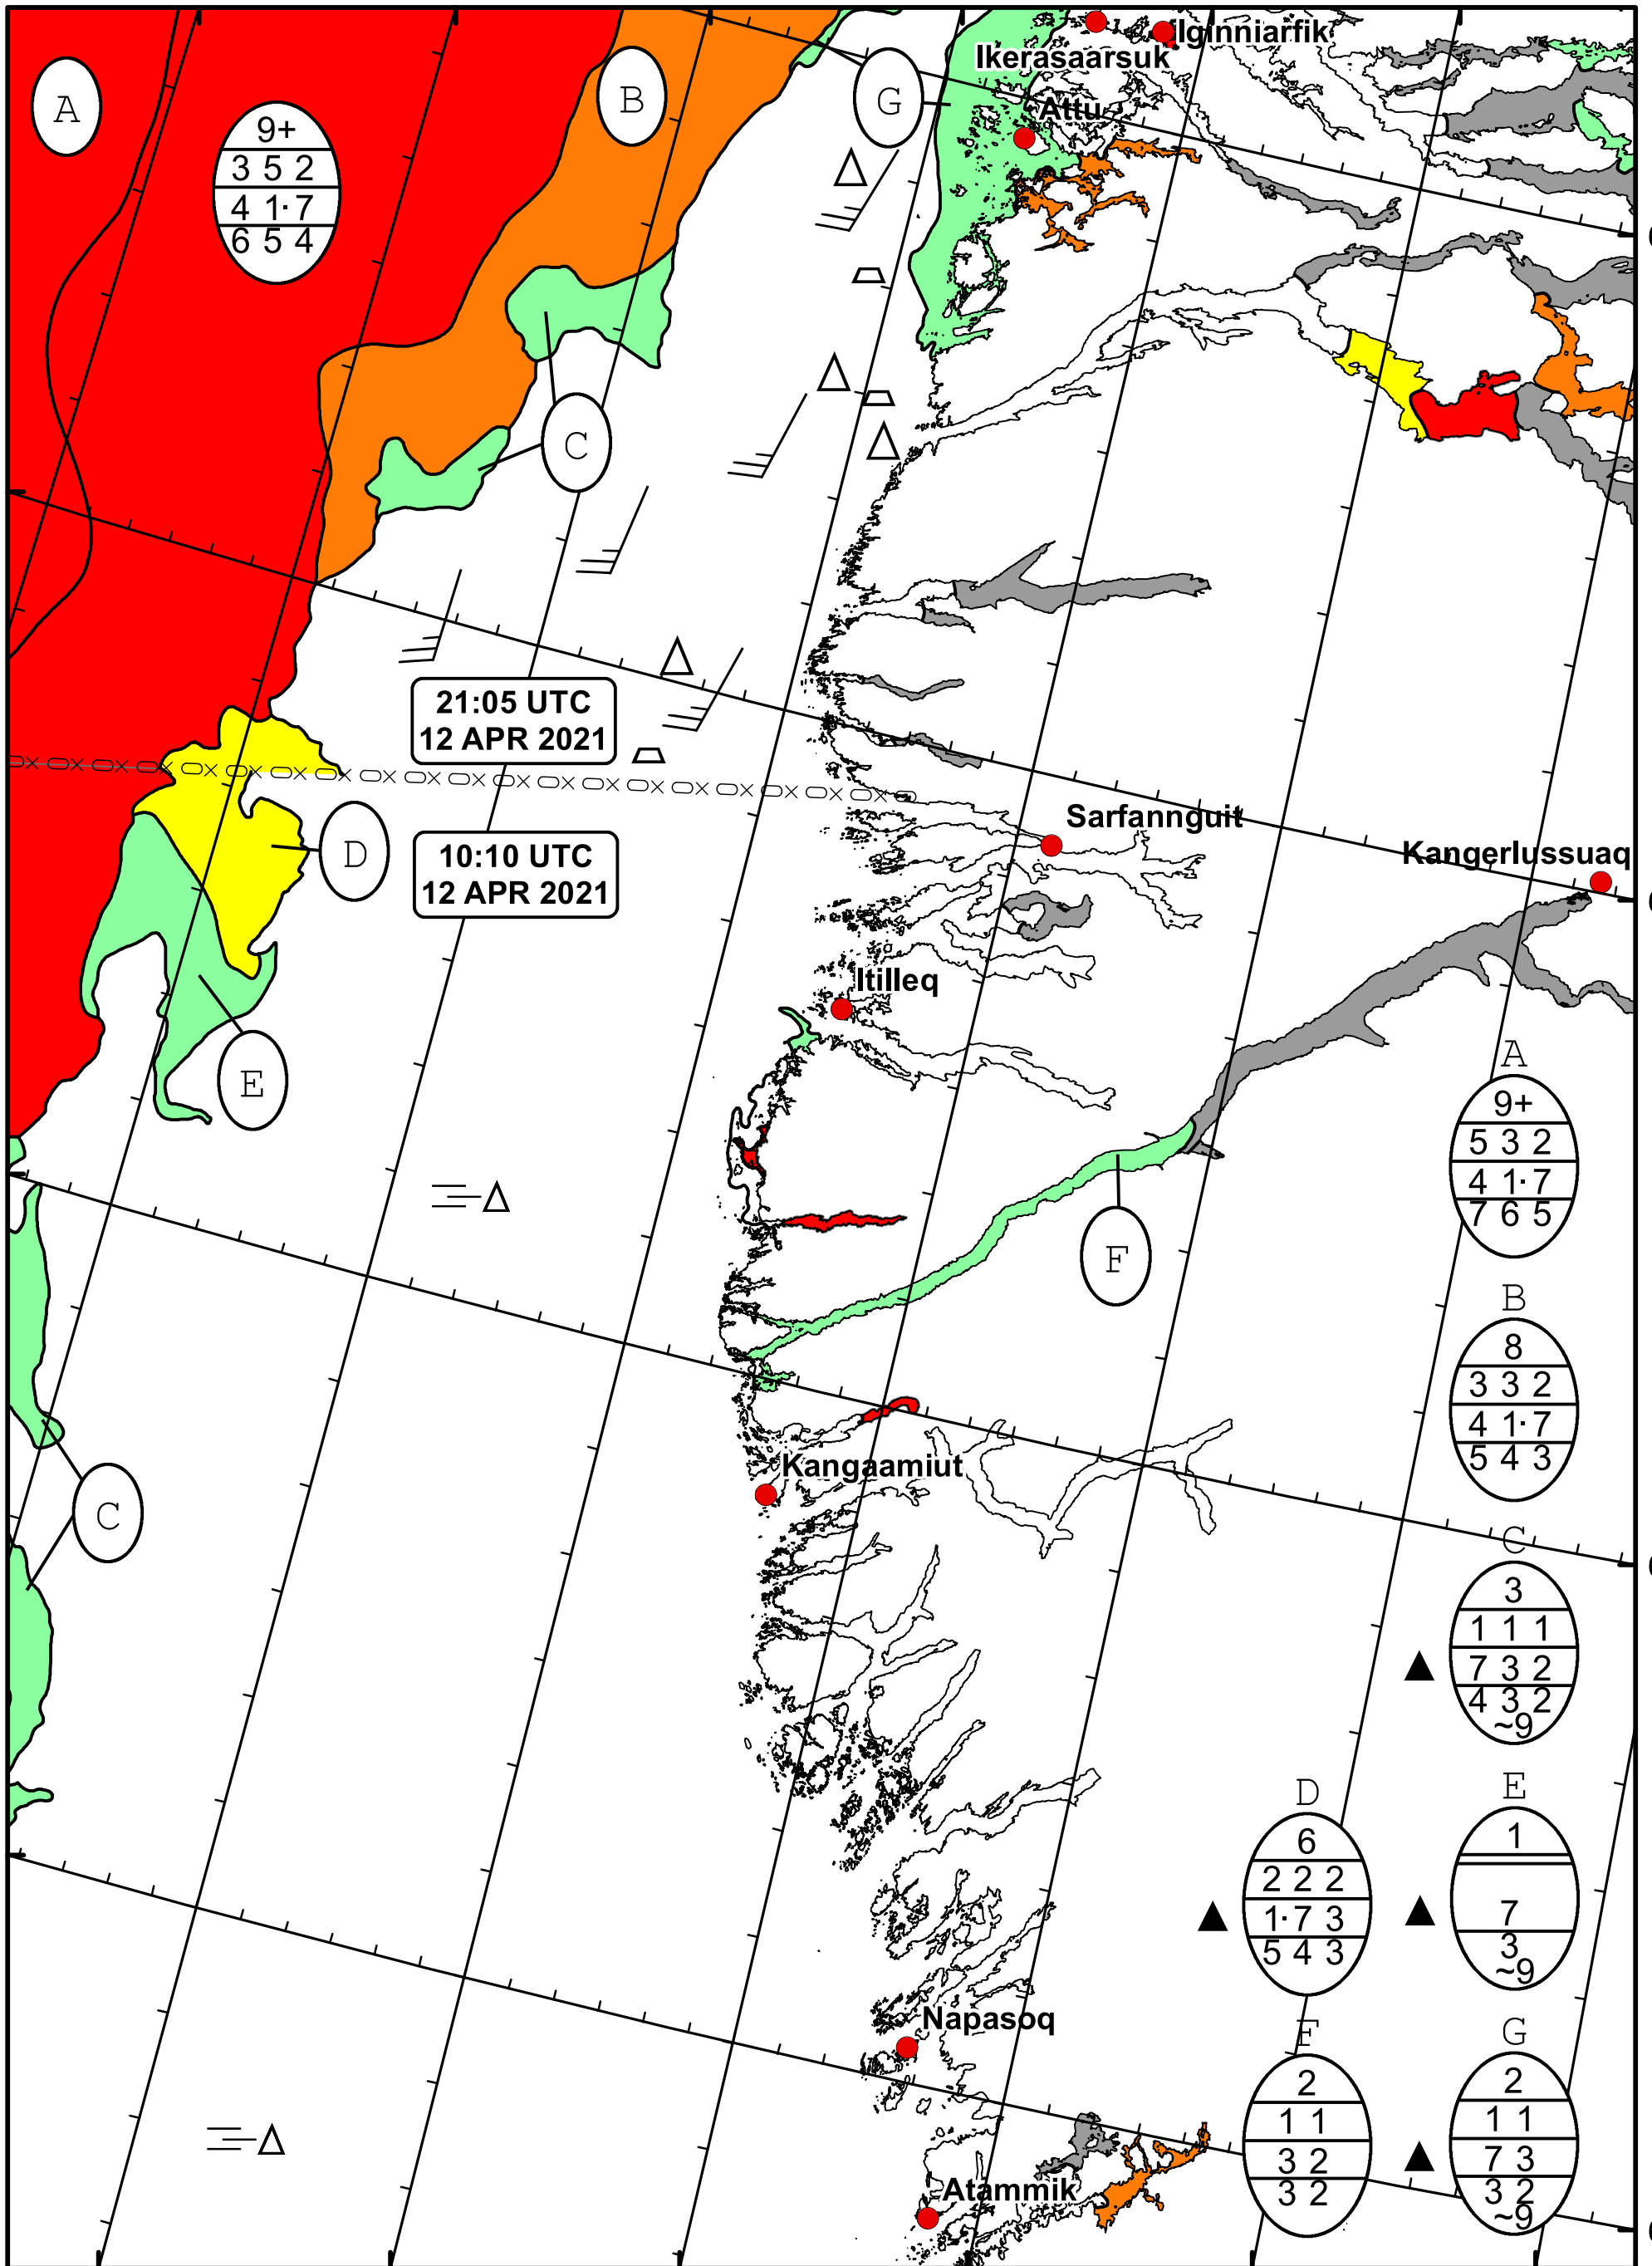 Ilginniarfik
Ikerasaarsuk
A
B
G
Attu
9+
3 5 2
4 1· 7
6 5 4
C
21:05 UTC
12 APR 2021
Sarfannguit
D
10:10 UTC
12 APR 2021
Kangerlussuaq
Itilleq
E
F
Kangaamiut
C
A
9+
5 3 2
4 1· 7
7 6 5
B
8
3 3 2
4 1· 7
5 4 3
C
3
1 1 1
7 3 2
4 3 2
~9
D
6
2 2 2
1· 7 3
5 4 3
E
1
7
3
~9
Napasoq
F
2
1 1
3 2
3 2
G
2
1 1
7 3
3 2
~9
Atammik